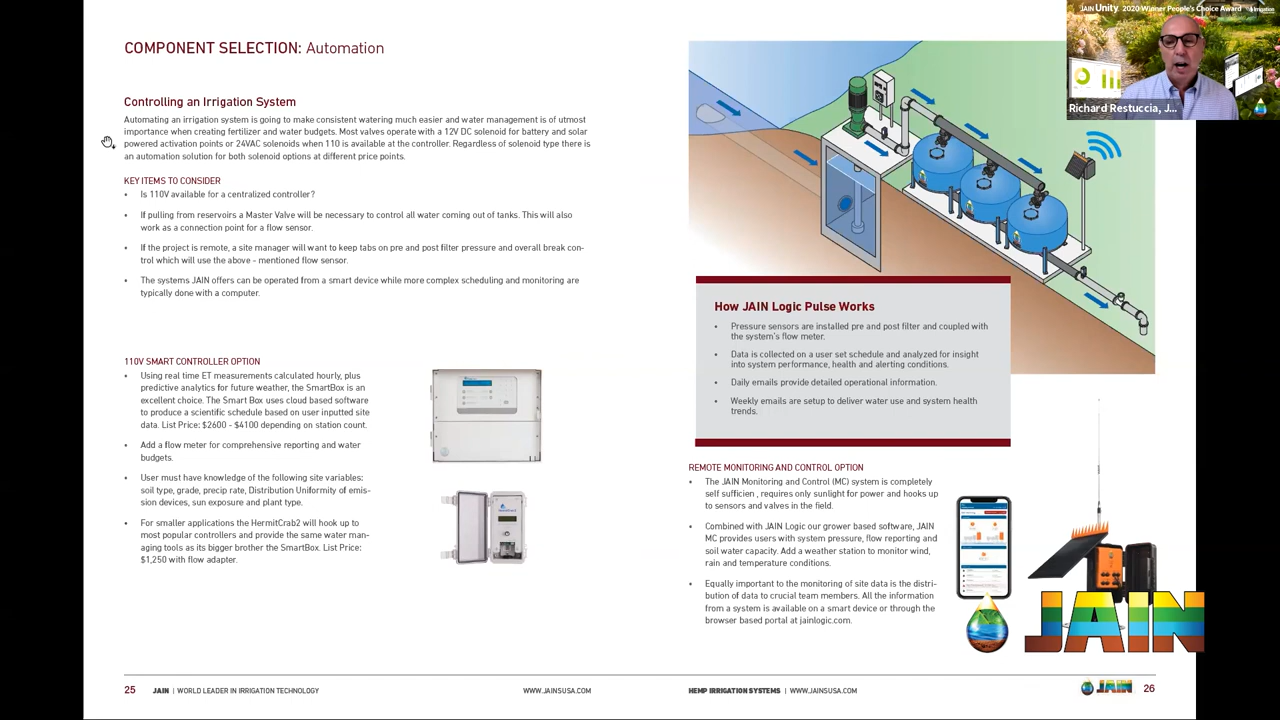 COMPONENT SELECTION: Automation
Controlling an Irrigation System
Automating an irrigation system is going to make consistent watering much easier and water management is of utmost
importance when creating fertilizer and water budgets. Most valves operate with a 12V DC solenoid for battery and solar
powered activation points or 24VAC solenoids when 110 is available at the controller. Regardless of solenoid type there is
an automation solution for both solenoid options at different price points.
KEY ITEMS TO CONSIDER
• Is 110V available for a centralized controller?
• If pulling from reservoirs a Master Valve will be necessary to control all water coming out of tanks. This will also
work as a connection point for a flow sensor.
• If the project is remote, a site manager will want to keep tabs on pre and post filter pressure and overall break con-
trol which will use the above - mentioned flow sensor.
• The systems JAIN offers can be operated from a smart device while more complex scheduling and monitoring are
typically done with a computer.
110V SMART CONTROLLER OPTION
• Using real time ET measurements calculated hourly, plus
predictive analytics for future weather, the SmartBox is an
excellent choice. The Smart Box uses cloud based software
to produce a scientific schedule based on user inputted site
data. List Price: $2600 - $4100 depending on station count.
• Add a flow meter for comprehensive reporting and water
budgets.
• User must have knowledge of the following site variables:
soil type, grade, precip rate, Distribution Uniformity of emis-
sion devices, sun exposure and plant type.
• For smaller applications the HermitCrab2 will hook up to
most popular controllers and provide the same water man-
aging tools as its bigger brother the SmartBox. List Price:
$1,250 with flow adapter.
25 JAIN | WORLD LEADER IN IRRIGATION TECHNOLOGY
WWW.JAINSUSA.COM
JAIN Unity. 2020 Winner People's Choice Award
Richard Restuccia, J...
How JAIN Logic Pulse Works
• Pressure sensors are installed pre and post filter and coupled with
the system's flow meter.
• Data is collected on a user set schedule and analyzed for insight
into system performance, health and alerting conditions.
• Daily emails provide detailed operational information.
• Weekly emails are setup to deliver water use and system health
trends.
REMOTE MONITORING AND CONTROL OPTION
• The JAIN Monitoring and Control (MC) system is completely
self sufficien , requires only sunlight for power and hooks up
to sensors and valves in the field.
• Combined with JAIN Logic our grower based software, JAIN
MC provides users with system pressure, flow reporting and
soil water capacity. Add a weather station to monitor wind,
rain and temperature conditions.
• Equally important to the monitoring of site data is the distri-
bution of data to crucial team members. All the information
from a system is available on a smart device or through the
browser based portal at jainlogic.com.
JAIN
HEMP IRRIGATION SYSTEMS | WWW.JAINSUSA.COM
JAIN 26